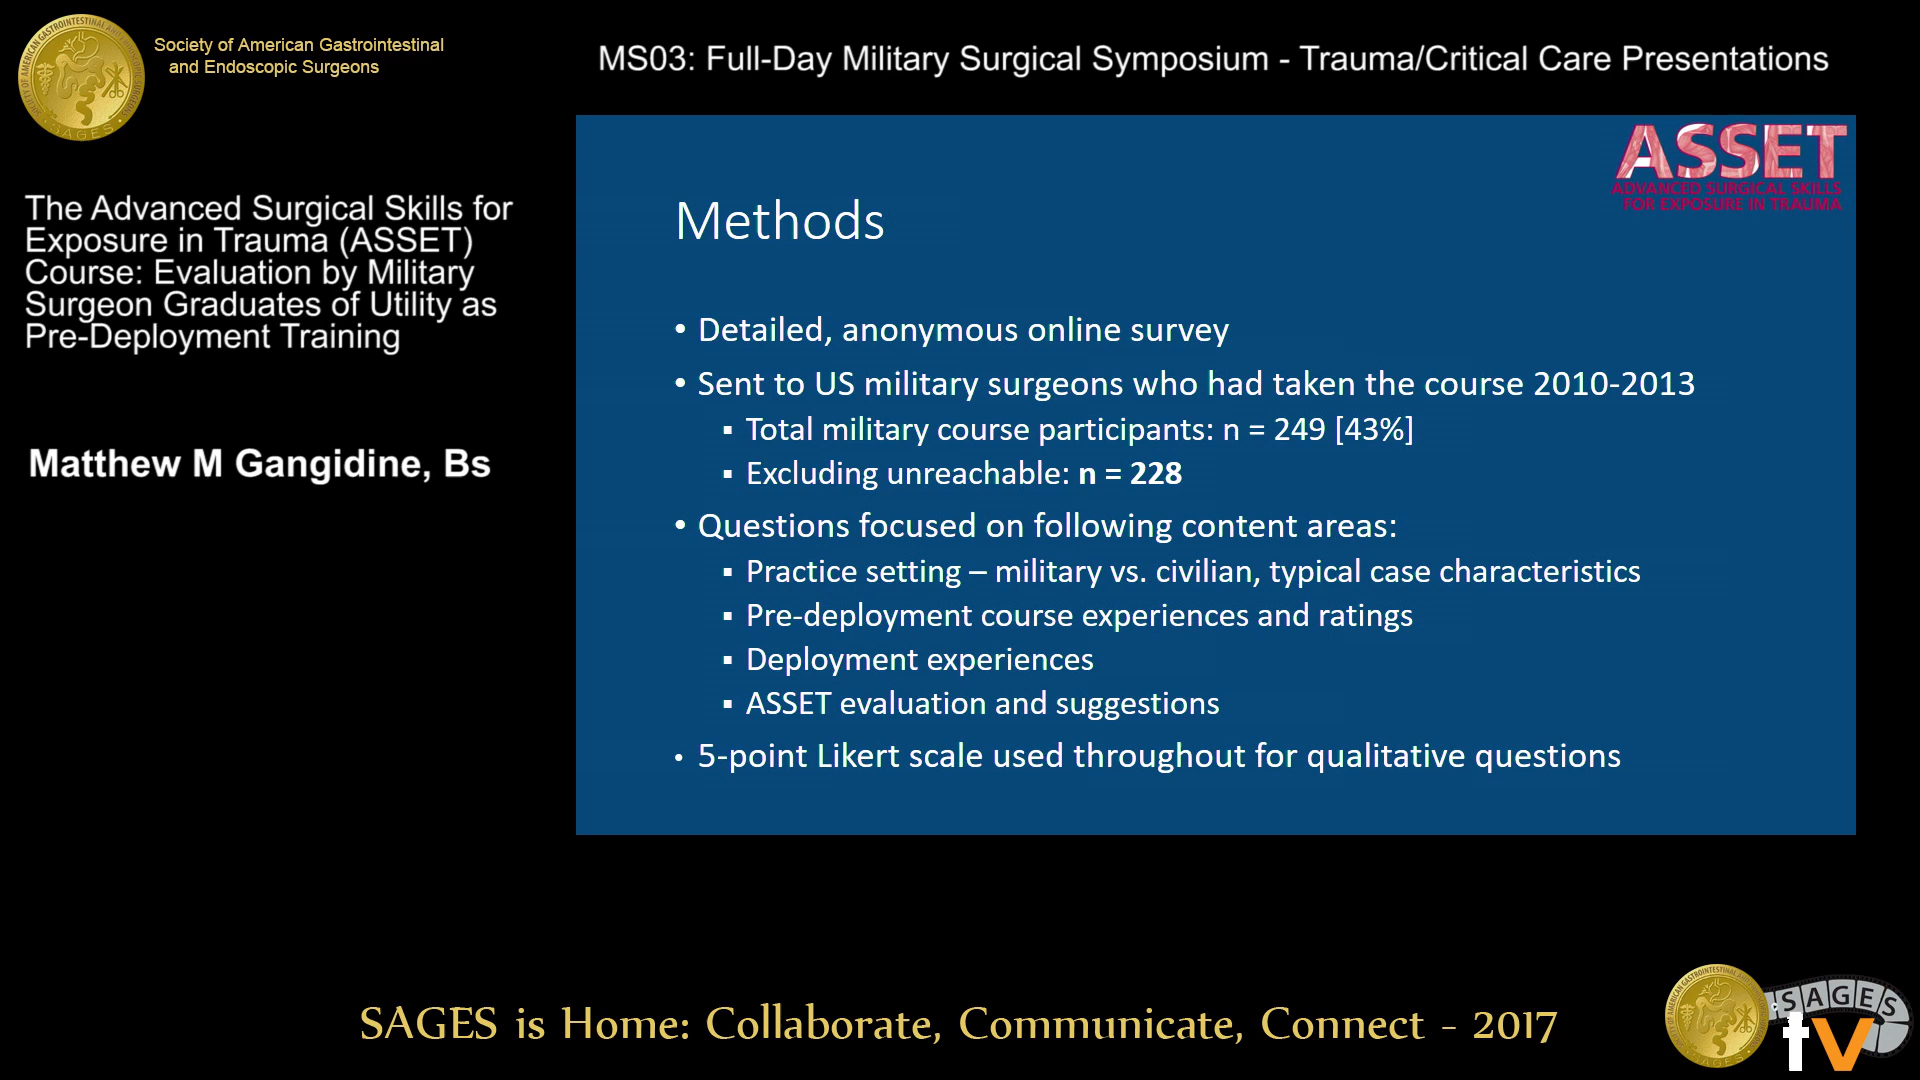 Society of American Gastrointestinal
and Endoscopic Surgeons
MS03: Full-Day Military Surgical Symposium - Trauma/Critical Care Presentations
The Advanced Surgical Skills for
Exposure in Trauma (ASSET)
Course: Evaluation by Military
Surgeon Graduates of Utility as
Pre-Deployment Training
Matthew M Gangidine, Bs
ASSET
ADVANCED SURGICAL SKILLS
FOR EXPOSURE IN TRAUMA
Methods
• Detailed, anonymous online survey
• Sent to US military surgeons who had taken the course 2010-2013
▪ Total military course participants: n = 249 [43%]
▪ Excluding unreachable: n = 228
• Questions focused on following content areas:
▪ Practice setting – military vs. civilian, typical case characteristics
▪ Pre-deployment course experiences and ratings
▪ Deployment experiences
▪ ASSET evaluation and suggestions
• 5-point Likert scale used throughout for qualitative questions
SAGES is Home: Collaborate, Communicate, Connect - 2017
SAGES
tv